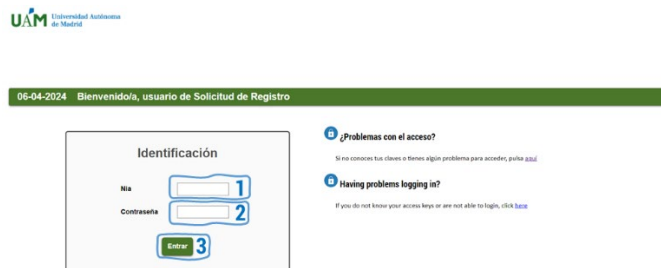 UAM Universidad Autónoma
de Madrid
06-04-2024 Bienvenido/a, usuario de Solicitud de Registro
Identificación
Nia 1
Contraseña 2
Entrar 3
¿Problemas con el acceso?
Si no conoces tus claves o tienes algún problema para acceder, pulsa aquí
Having problems logging in?
If you do not know your access keys or are not able to login, click here